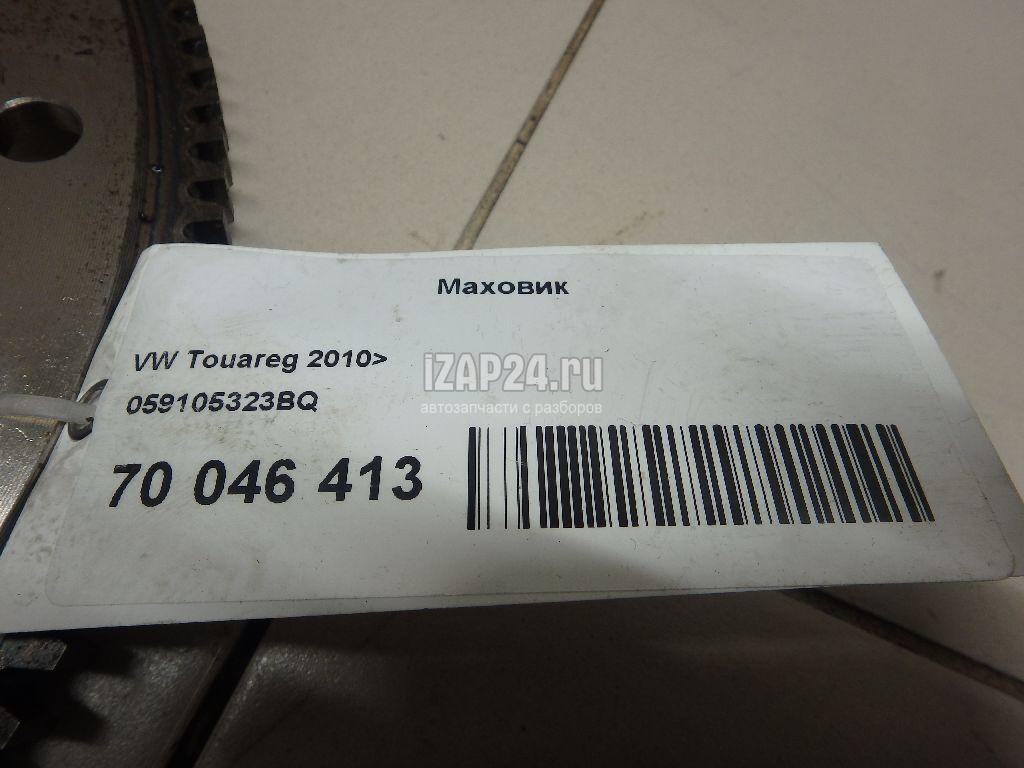 Маховик
VW Touareg 2010>
059105323BQ
70 046 413
iZAP24.ru
автозапчасти с разборов